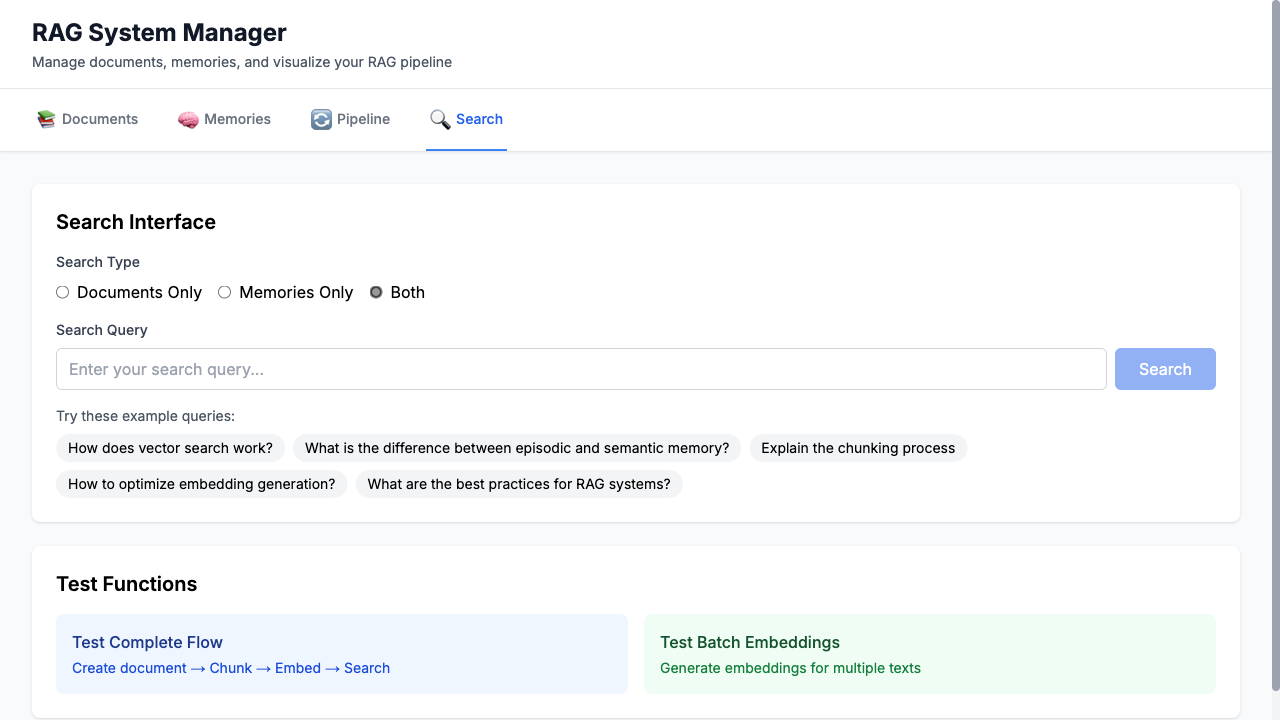 RAG System Manager
Manage documents, memories, and visualize your RAG pipeline
Documents Memories Pipeline Search
Search Interface
Search Type
Documents Only Memories Only Both
Search Query
Enter your search query...
Search
Try these example queries:
How does vector search work? What is the difference between episodic and semantic memory? Explain the chunking process
How to optimize embedding generation? What are the best practices for RAG systems?
Test Functions
Test Complete Flow
Create document → Chunk → Embed → Search
Test Batch Embeddings
Generate embeddings for multiple texts